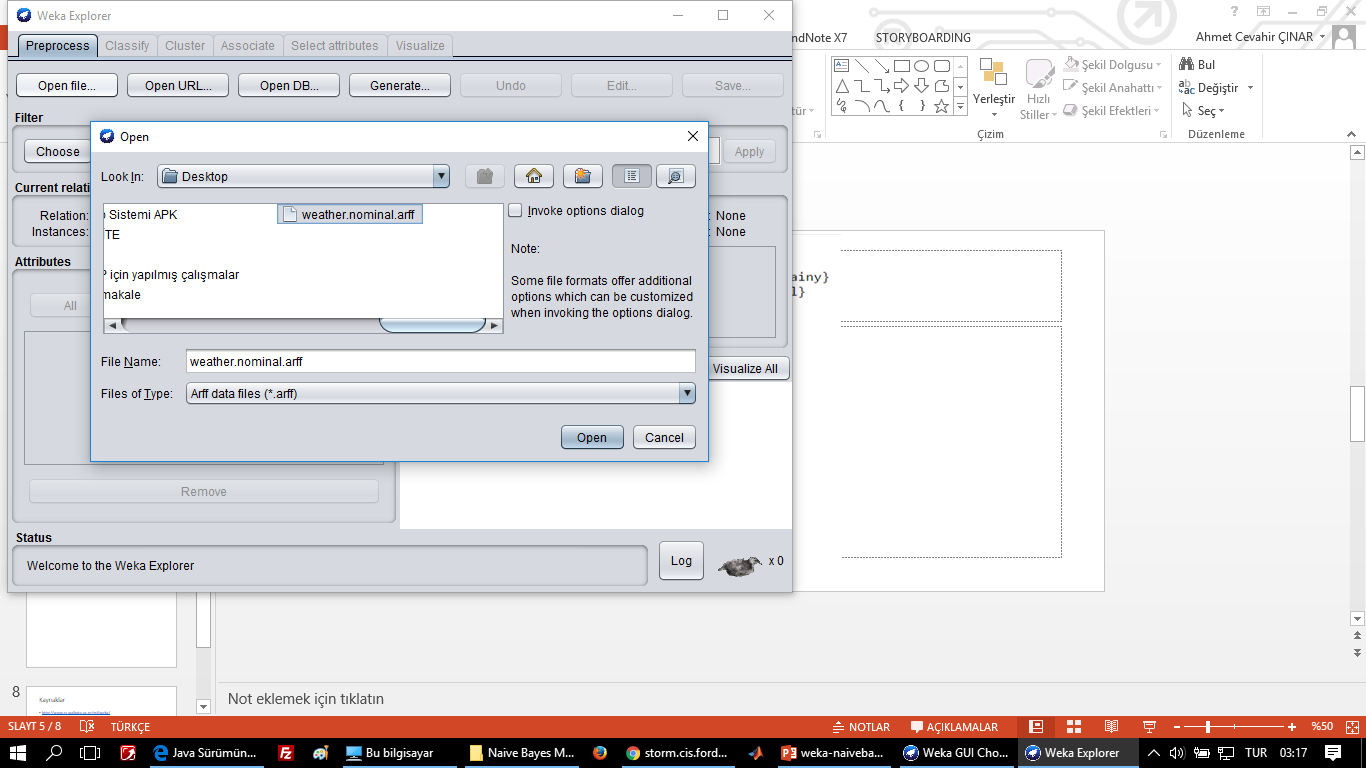 Weka Explorer
Preprocess Classify Cluster Associate Select attributes Visualize
Open file... Open URL... Open DB... Generate... Undo Edit... Save...
Filter
Choose Apply
Current relati
Relation: None
Instances: None
Attributes
All
Visualize All
Remove
Status
Welcome to the Weka Explorer
Log x 0
Open
Look In: Desktop
Sistemi APK weather.nominal.arff
TE
için yapılmış çalışmalar
makale
Invoke options dialog
Note:
Some file formats offer additional
options which can be customized
when invoking the options dialog.
File Name: weather.nominal.arff
Files of Type: Arff data files (*.arff)
Open Cancel
ndNote X7 STORYBOARDING
Ahmet Cevahir ÇINAR
Yerleştir
Hızlı
Stiller
Şekil Dolgusu
Şekil Anahattı
Şekil Efektleri
Çizim
Bul
Değiştir
Seç
Düzenleme
ainy}
l}
8
Kaynaklar
Not eklemek için tıklatın
SLAYT 5 / 8 TÜRKÇE NOTLAR AÇIKLAMALAR %50
Java Sürümün... Bu bilgisayar Naive Bayes M... storm.cis.ford... weka-naiveba... Weka GUI Cho... Weka Explorer TUR 03:17